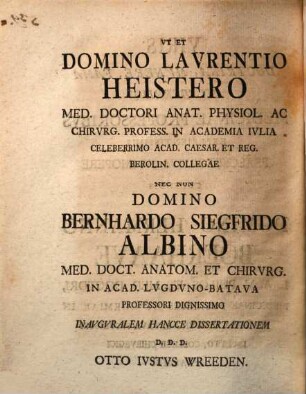 VT ET
DOMINO LAVRENTIO
HEISTERO
MED. DOCTORI ANAT. PHYSIOL. AC
CHIRVRG. PROFESS. IN ACADEMIA IVLIA
CELEBERRIMO ACAD. CAESAR. ET REG.
BEROLIN. COLLEGAE
NEC NON
DOMINO
BERNHARDO SIEGFRIDO
ALBINO
MED. DOCT. ANATOM. ET CHIRVRG.
IN ACAD. LVGDVNO-BATAVA
PROFESSORI DIGNISSIMO
INAVGVRALEM HANCCE DISSERTATIONEM
D. D. D.
OTTO IVSTVS WREEDEN.